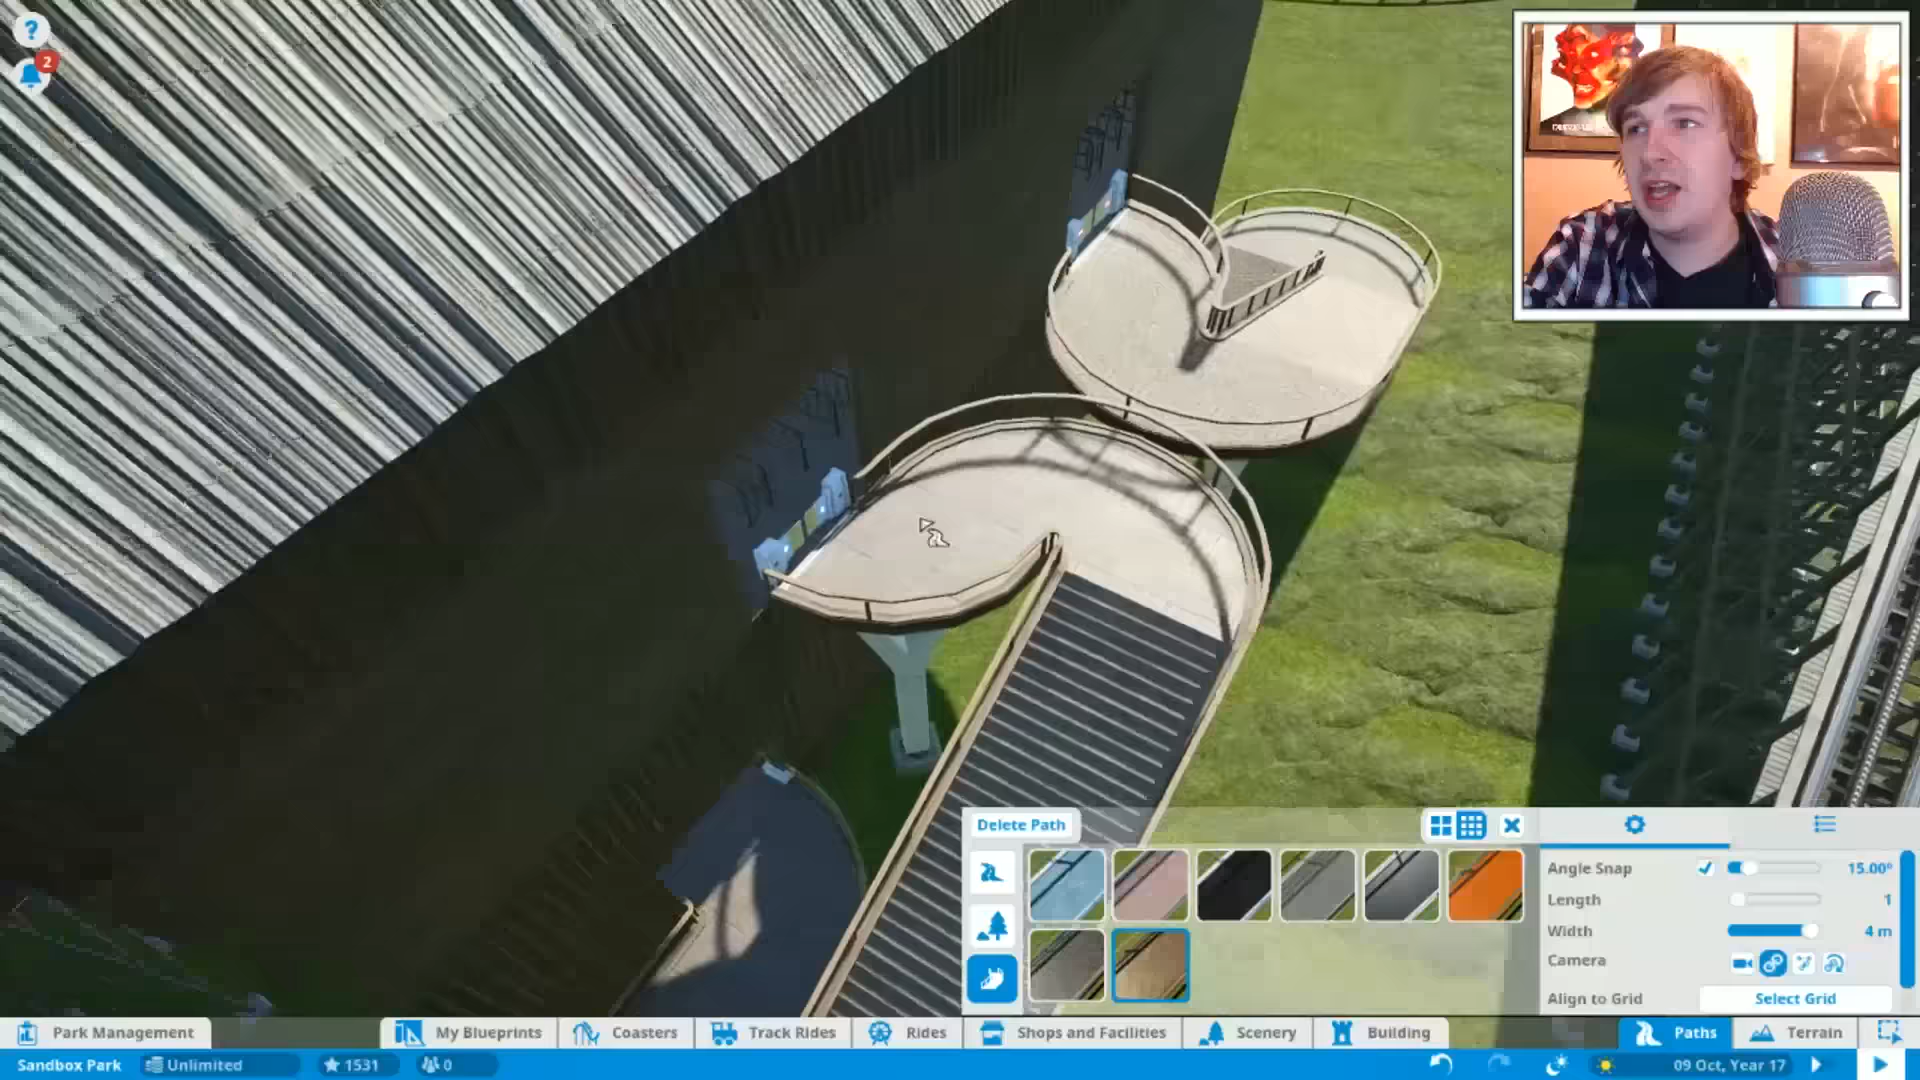 ?
2
Delete Path
Angle Snap 15.00°
Length 1
Width 4 m
Camera
Align to Grid Select Grid
Park Management My Blueprints Coasters Track Rides Rides Shops and Facilities Scenery Building Paths Terrain
Sandbox Park Unlimited 1531 0 09 Oct, Year 17